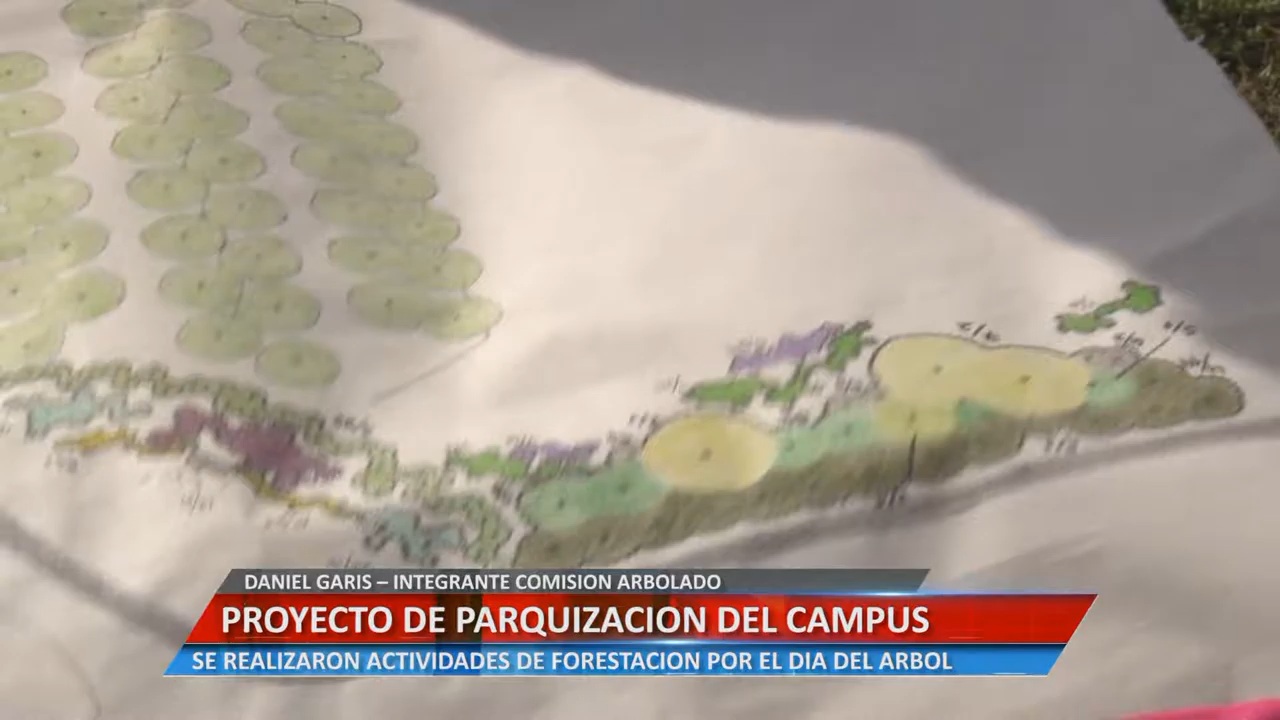 DANIEL GARIS – INTEGRANTE COMISION ARBOLADO
PROYECTO DE PARQUIZACION DEL CAMPUS
SE REALIZARON ACTIVIDADES DE FORESTACION POR EL DIA DEL ARBOL